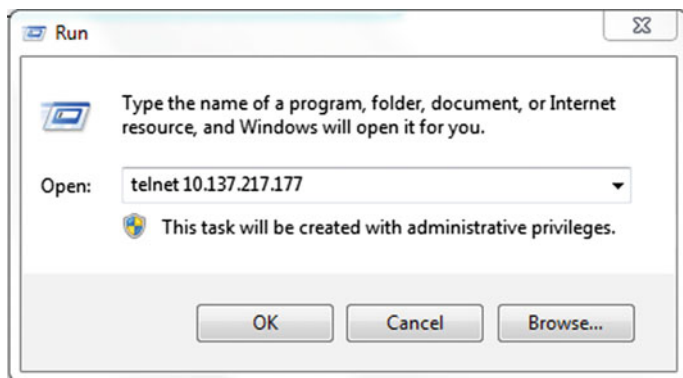 Run
Type the name of a program, folder, document, or Internet
resource, and Windows will open it for you.
Open:
telnet 10.137.217.177
This task will be created with administrative privileges.
OK
Cancel
Browse...